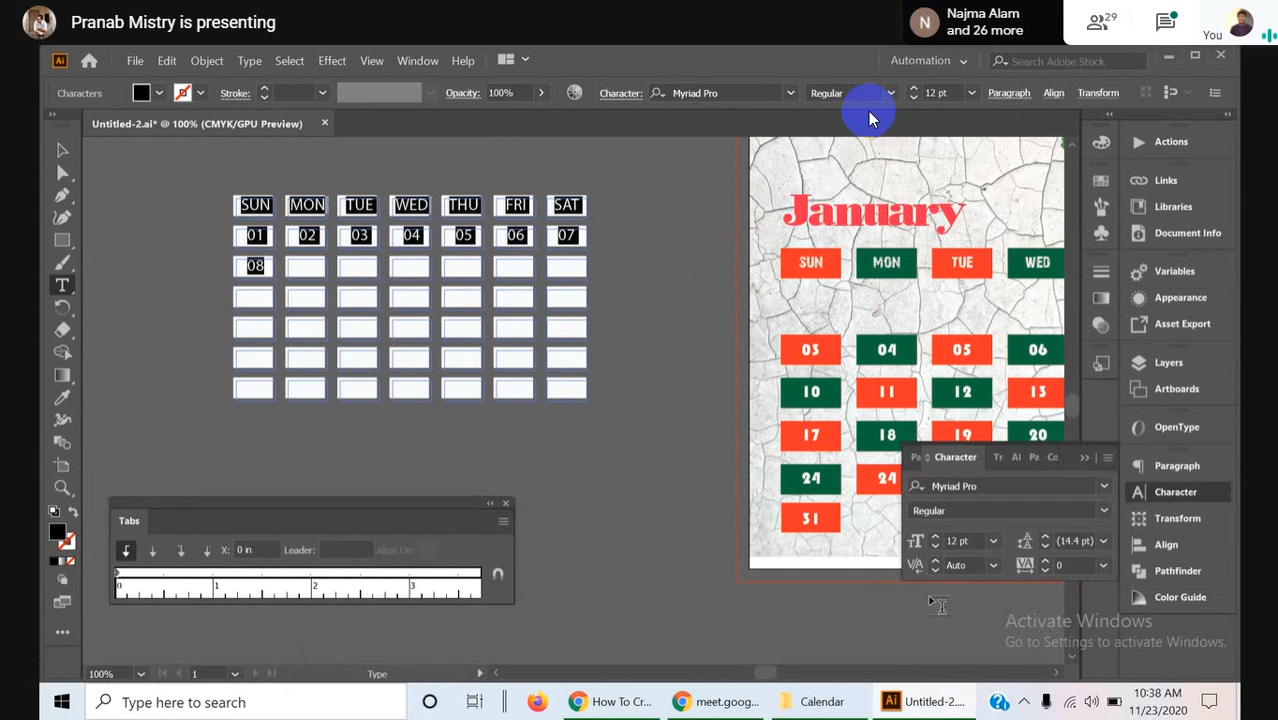 Pranab Mistry is presenting
N
Najma Alam
and 26 more
29
You
Ai
File Edit Object Type Select Effect View Window Help
Automation
Search Adobe Stock
Characters
Stroke:
Opacity: 100%
Character: Myriad Pro
Regular
12 pt
Paragraph
Align
Transform
Untitled-2.ai* @ 100% (CMYK/GPU Preview)
SUN MON TUE WED THU FRI SAT
01 02 03 04 05 06 07
08
January
SUN MON TUE WED
03 04 05 06
10 11 12 13
17 18 19 20
24 24
31
Tabs
X: 0 in
Leader:
Align On:
0 1 2 3
Pa Character Tr Al Pa Co
Myriad Pro
Regular
12 pt
(14.4 pt)
Auto
0
Actions
Links
Libraries
Document Info
Variables
Appearance
Asset Export
Layers
Artboards
OpenType
Paragraph
Character
Transform
Align
Pathfinder
Color Guide
Activate Windows
Go to Settings to activate Windows.
100%
1
Type
Type here to search
How To Cr...
meet.goog...
Calendar
Ai Untitled-2....
10:38 AM
11/23/2020